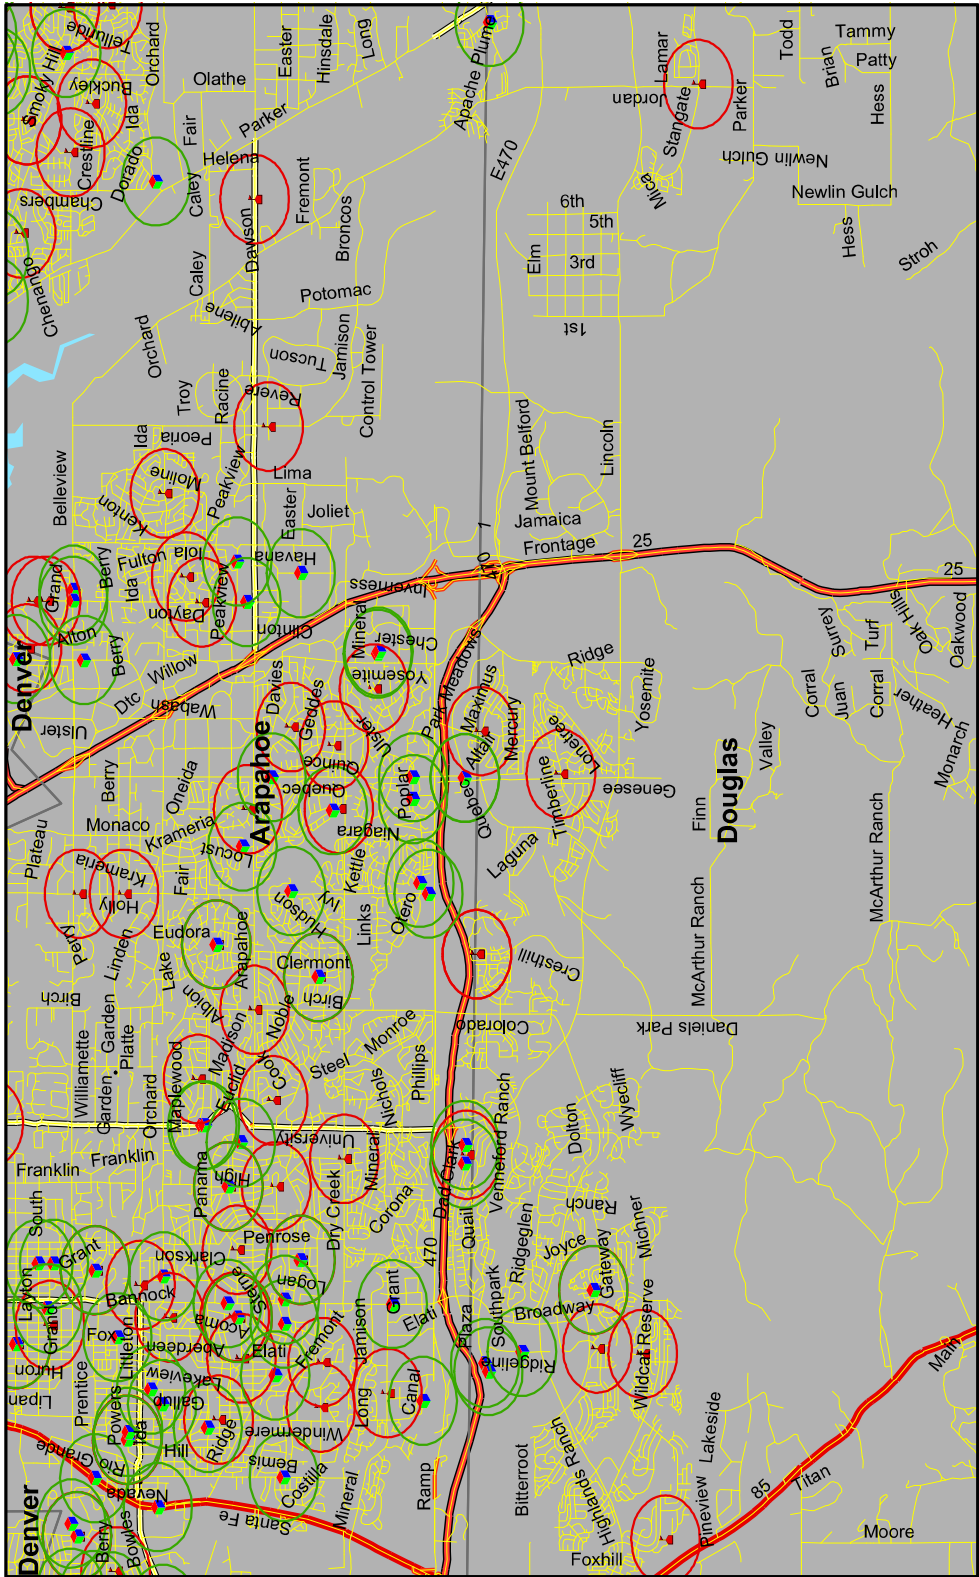 Telluride
Orchard
Easter
Hinsdale
Long
Apache Plume
Lamar
Todd
Tammy
Brian
Patty
Smoky Hill
Buckley
Olathe
Jordan
Stangate
Parker
Hess
Ida
Crestline
Fair
Parker
Helena
E470
Newlin Gulch
Chambers
Dorado
Caley
Fremont
Mica
Newlin Gulch
6th
5th
Dawson
Broncos
Hess
Stroh
Chenango
Caley
Elm
3rd
Potomac
Abilene
1st
Orchard
Tucson
Jamison
Control Tower
Troy
Racine
Revere
Ida
Peoria
Mount Belford
Lincoln
Belleview
Kenton
Moline
Peakview
Lima
Easter
Joliet
Jamaica
1
Frontage
25
Grand
Berry
Fulton
Iola
Havana
470
Inverness
25
Ida
Dayton
Peakview
Clinton
Mineral
Chester
Surrey
Oak Hills
Alton
Berry
Turf
Oakwood
Denver
Dtc
Willow
Wabash
Davies
Geddes
Yosemite
Park Meadows
Maximus
Ridge
Yosemite
Corral
Juan
Corral
Heather
Ulster
Ulster
Mercury
Monarch
Arapahoe
Quince
Altair
Lonetree
Valley
Berry
Oneida
Quebec
Poplar
Quebec
Timberline
Genesee
Douglas
Plateau
Monaco
Krameria
Locust
Niagara
Finn
Laguna
McArthur Ranch
Krameria
Holly
Fair
Ivy
Kettle
Hudson
Links
Otero
Perry
Linden
Eudora
Arapahoe
Clermont
Cresthill
McArthur Ranch
Lake
Birch
Garden
Albion
Birch
Colorado
Daniels Park
Noble
Madison
Monroe
Platte
Williamette
Garden
Orchard
Maplewood
Euclid
Cook
Steel
Nichols
Phillips
Wyecliff
Dolton
University
Franklin
Franklin
Panama
High
Mineral
Dad Clark
Venneford Ranch
Ranch
Corona
Dry Creek
Quail
Michner
South
Grant
Clarkson
Penrose
470
Ridgeglen
Joyce
Gateway
Logan
Layton
Grand
Bannock
Sterne
Acoma
Grant
Elati
Broadway
Southpark
Plaza
Fox
Littleton
Aberdeen
Elati
Fremont
Jamison
Ridgeline
Wildcat Reserve
Main
Huron
Lipan
Prentice
Powers
Lakeview
Gallup
Long
Canal
Ida
Hill
Ridge
Windermere
Lakeside
Highlands Ranch
Rio Grande
Bemis
Costilla
Mineral
Ramp
Bitterroot
85
Titan
Denver
Nevada
Santa Fe
Pineview
Berry
Bowles
Foxhill
Moore